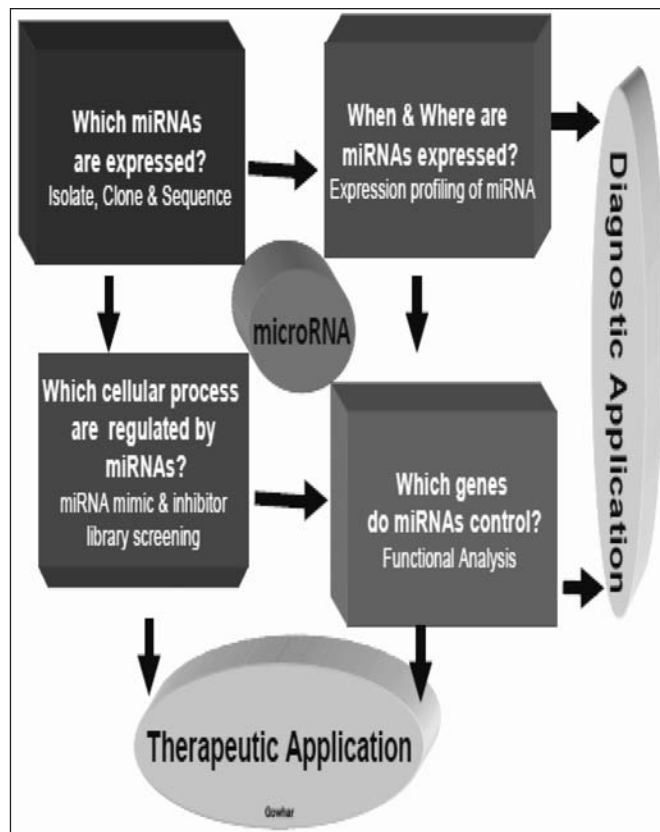 Which miRNAs
are expressed?
Isolate, Clone & Sequence
When & Where are
miRNAs expressed?
Expression profiling of miRNA
Diagnostic Application
microRNA
Which cellular process
are regulated by
miRNAs?
miRNA mimic & inhibitor
library screening
Which genes
do miRNAs control?
Functional Analysis
Therapeutic Application
Gowhar